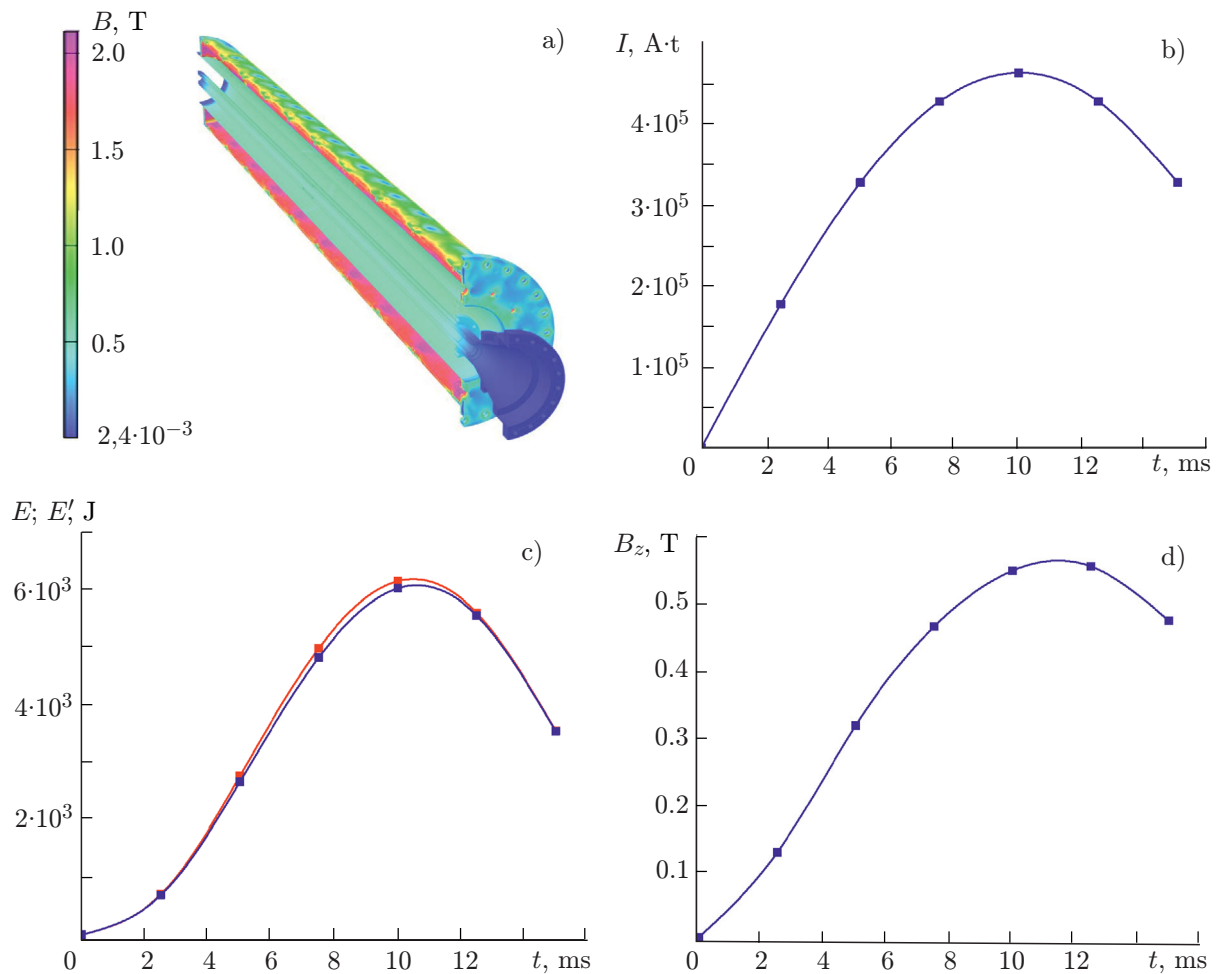 B, T
2.0
1.5
1.0
0.5
2,4·10⁻³
a)
I, A·t
b)
4·10⁵
3·10⁵
2·10⁵
1·10⁵
0 2 4 6 8 10 12 t, ms
E; E′, J
c)
6·10³
4·10³
2·10³
0 2 4 6 8 10 12 t, ms
B_z, T
d)
0.5
0.4
0.3
0.2
0.1
0 2 4 6 8 10 12 t, ms